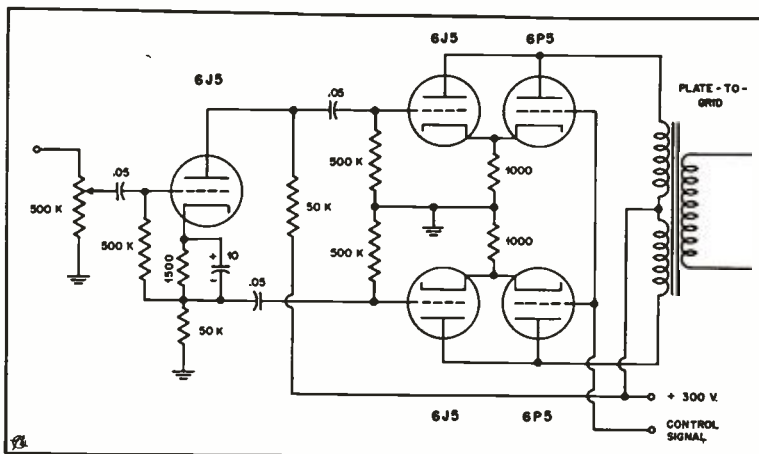 6J5
6P5
6J5
PLATE-TO-
GRID
.05
.05
500 K
1000
500 K
50 K
500 K
500 K
1000
1500
+ 10
-
.05
50 K
+ 300 V.
6J5
6P5
CONTROL
SIGNAL